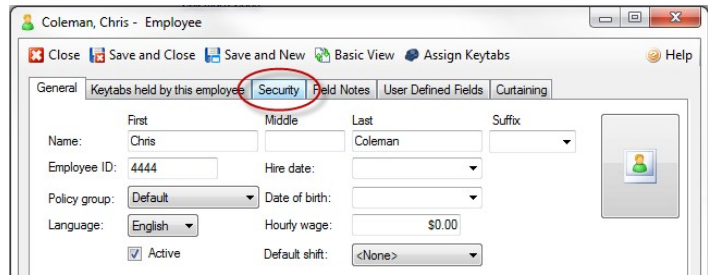 Coleman, Chris - Employee
Close Save and Close Save and New Basic View Assign Keytabs Help
General Keytabs held by this employee Security Field Notes User Defined Fields Curtaining
First Middle Last Suffix
Name: Chris Coleman
Employee ID: 4444 Hire date:
Policy group: Default Date of birth:
Language: English Hourly wage: $0.00
Active Default shift: <None>